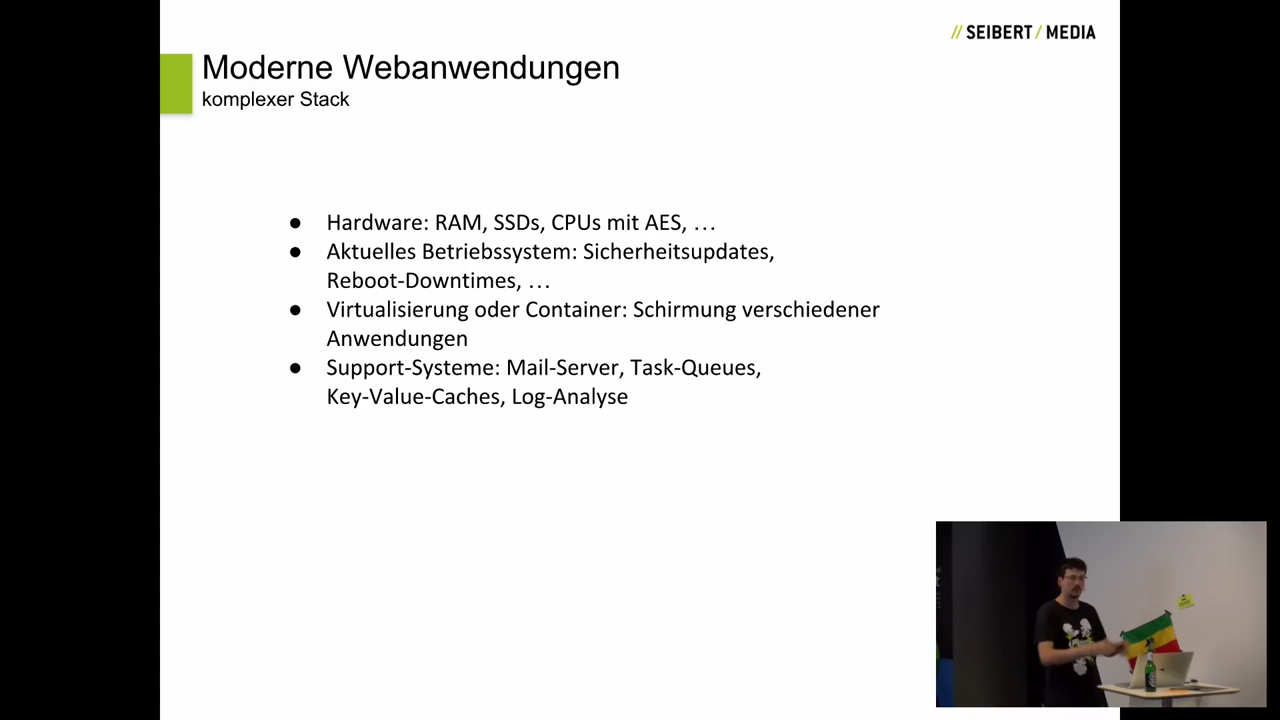 // SEIBERT / MEDIA
Moderne Webanwendungen
komplexer Stack
● Hardware: RAM, SSDs, CPUs mit AES, …
● Aktuelles Betriebssystem: Sicherheitsupdates,
Reboot-Downtimes, …
● Virtualisierung oder Container: Schirmung verschiedener
Anwendungen
● Support-Systeme: Mail-Server, Task-Queues,
Key-Value-Caches, Log-Analyse